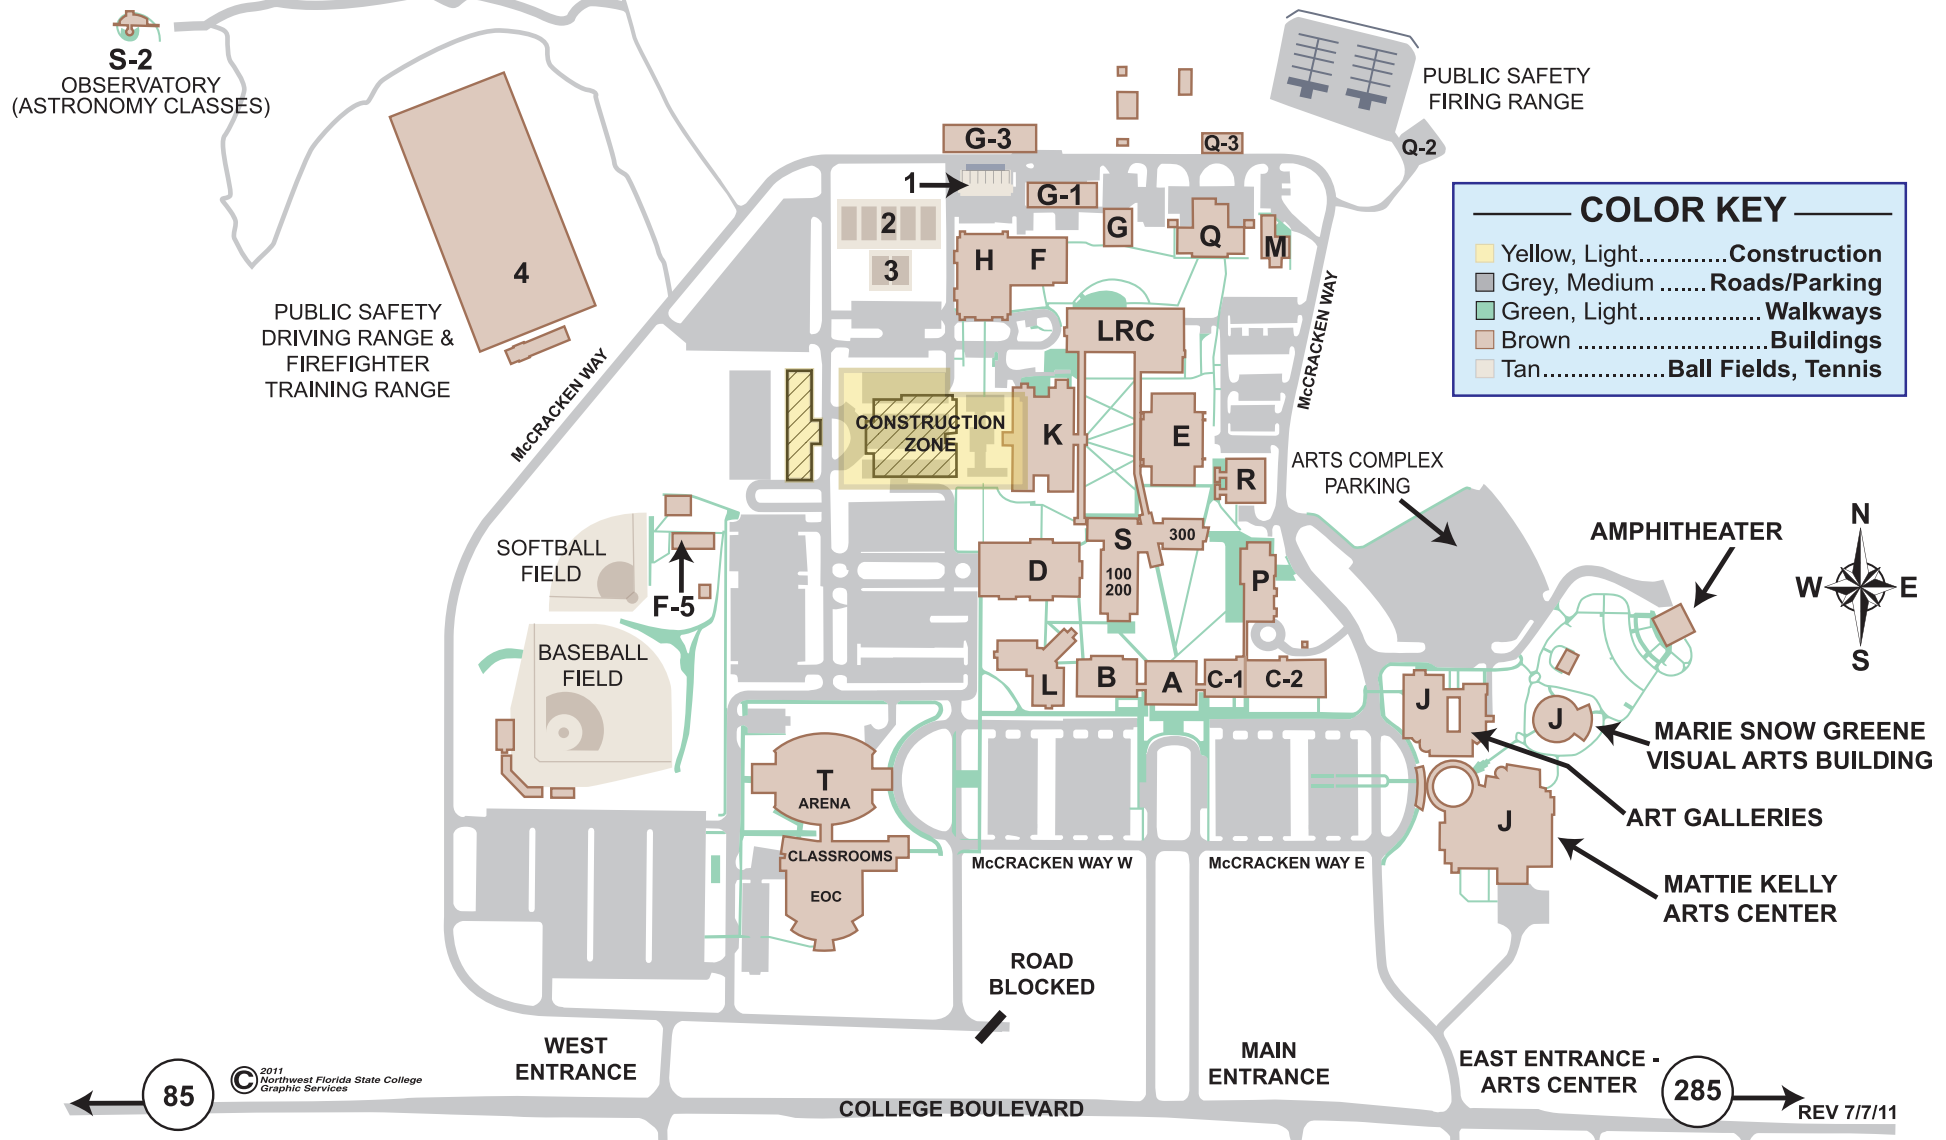 S-2
OBSERVATORY
(ASTRONOMY CLASSES)
PUBLIC SAFETY
FIRING RANGE
G-3
Q-3
Q-2
1
G-1
2
G
Q
M
3
H
F
4
COLOR KEY
Yellow, Light............Construction
Grey, Medium ......Roads/Parking
Green, Light................Walkways
Brown .........................Buildings
Tan................Ball Fields, Tennis
PUBLIC SAFETY
DRIVING RANGE &
FIREFIGHTER
TRAINING RANGE
McCRACKEN WAY
McCRACKEN WAY
LRC
CONSTRUCTION
ZONE
K
E
R
ARTS COMPLEX
PARKING
AMPHITHEATER
N
W
E
S
SOFTBALL
FIELD
F-5
S
300
100
200
D
P
BASEBALL
FIELD
L
B
A
C-1
C-2
J
J
MARIE SNOW GREENE
VISUAL ARTS BUILDING
T
ARENA
J
ART GALLERIES
CLASSROOMS
EOC
McCRACKEN WAY W
McCRACKEN WAY E
MATTIE KELLY
ARTS CENTER
ROAD
BLOCKED
WEST
ENTRANCE
MAIN
ENTRANCE
EAST ENTRANCE -
ARTS CENTER
85
© 2011
Northwest Florida State College
Graphic Services
285
COLLEGE BOULEVARD
REV 7/7/11